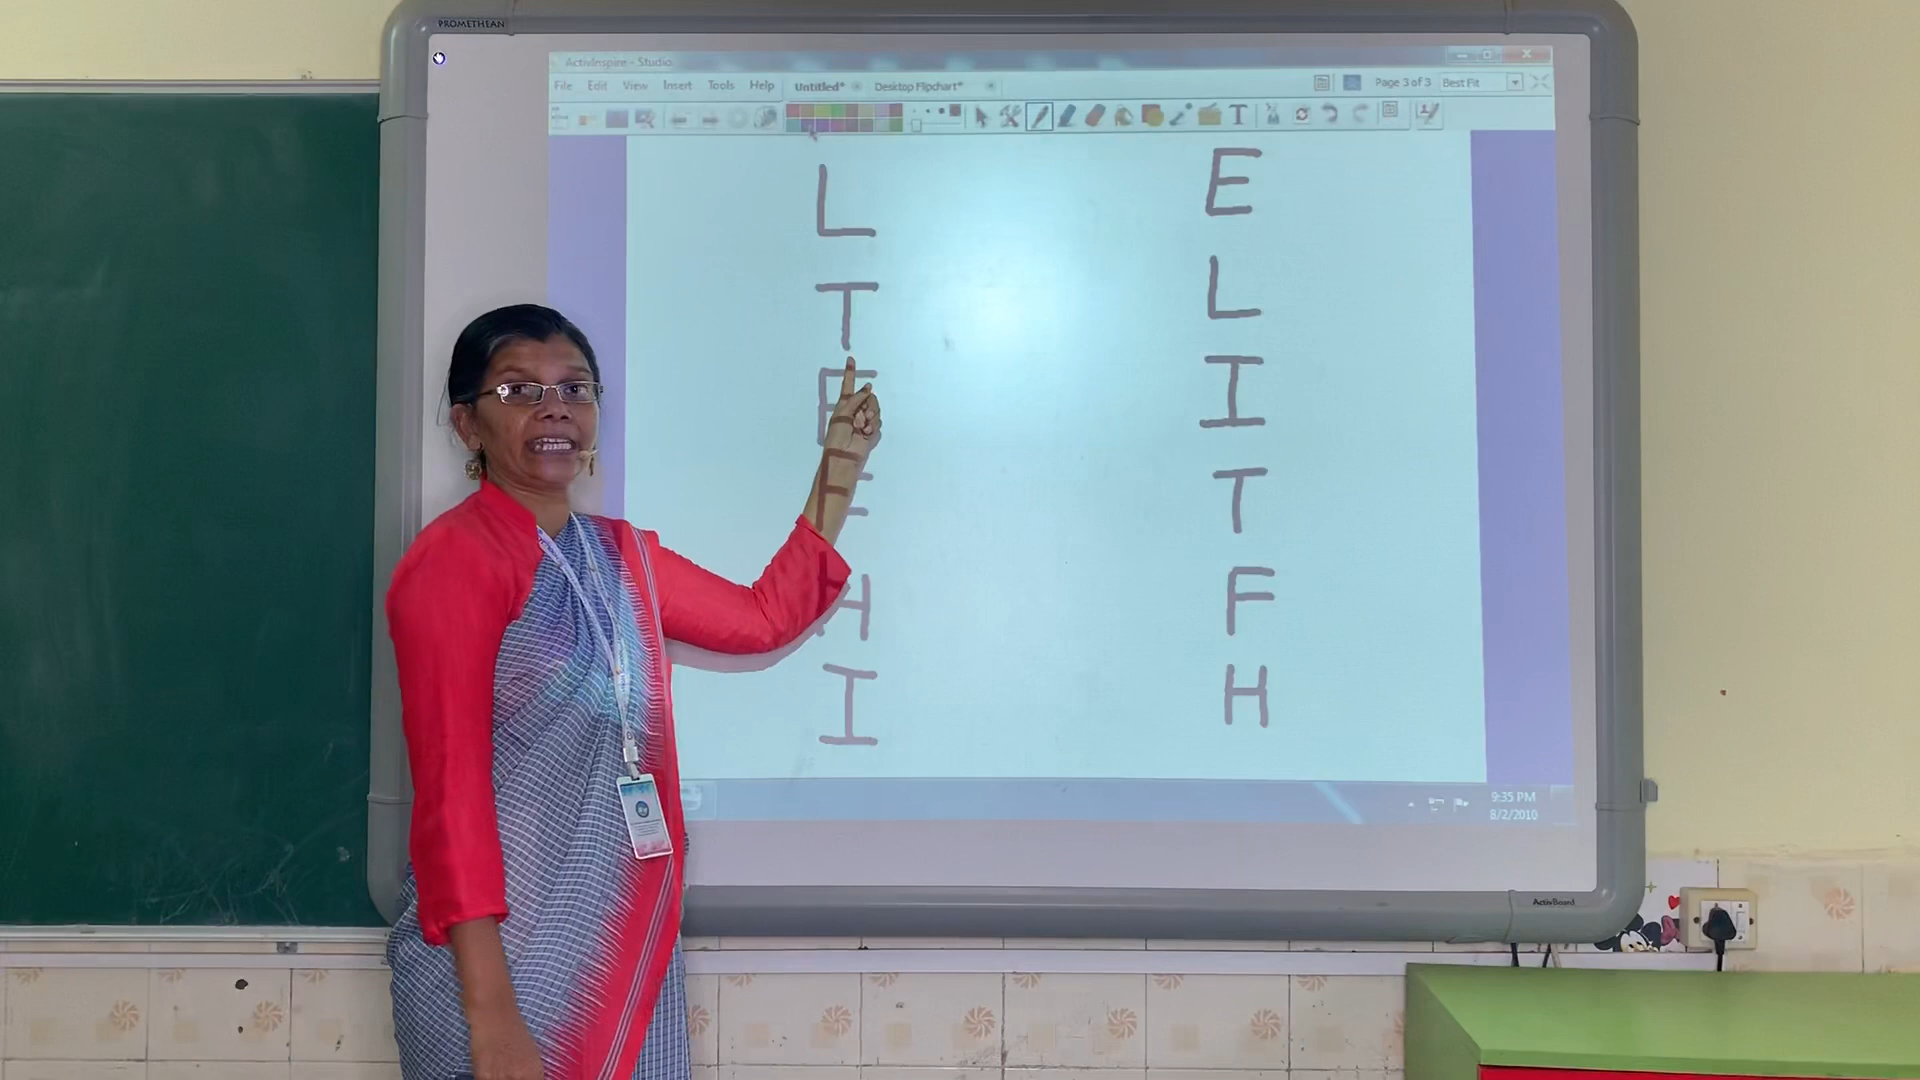 PROMETHEAN
ActivInspire - Studio
File Edit View Insert Tools Help Untitled* Desktop Flipchart* Page 3 of 3 Best Fit
T
L E
T L
E I
F T
H F
I H
9:35 PM
8/2/2010
ActivBoard